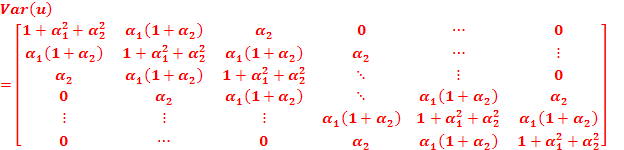 Var(u)
= [ 1 + α₁² + α₂²  α₁(1 + α₂)  α₂  0  ⋯  0
α₁(1 + α₂)  1 + α₁² + α₂²  α₁(1 + α₂)  α₂  ⋯  ⋮
α₂  α₁(1 + α₂)  1 + α₁² + α₂²  ⋱  ⋮  0
0  α₂  α₁(1 + α₂)  ⋱  α₁(1 + α₂)  α₂
⋮  ⋮  ⋮  α₁(1 + α₂)  1 + α₁² + α₂²  α₁(1 + α₂)
0  ⋯  0  α₂  α₁(1 + α₂)  1 + α₁² + α₂² ]